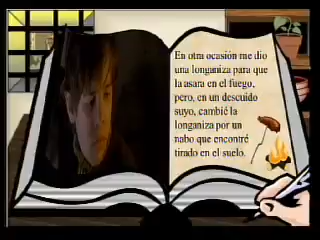 En otra ocasión me dio
una longaniza para que
la asara en el fuego,
pero, en un descuido
suyo, cambié la
longaniza por un
nabo que encontré
tirado en el suelo.